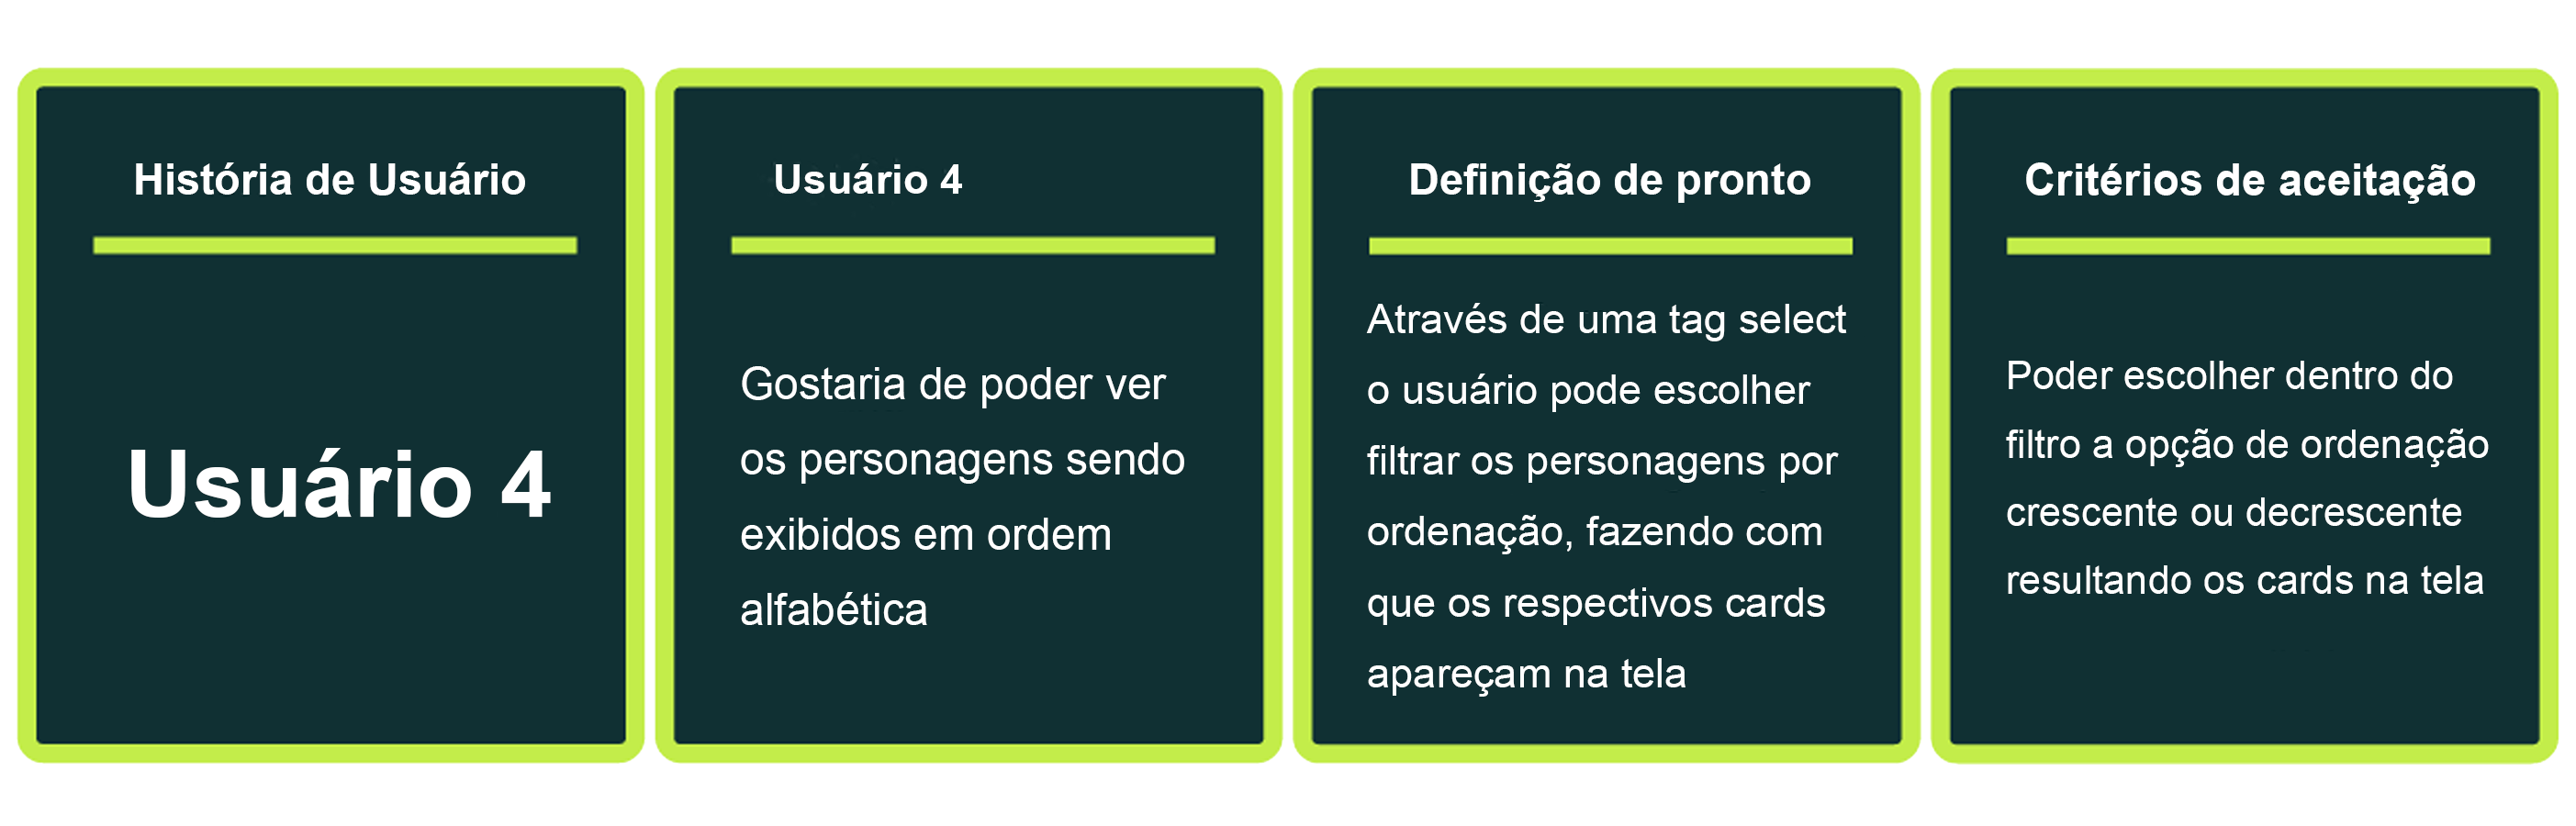 História de Usuário
Usuário 4
Usuário 4
Gostaria de poder ver
os personagens sendo
exibidos em ordem
alfabética
Definição de pronto
Através de uma tag select
o usuário pode escolher
filtrar os personagens por
ordenação, fazendo com
que os respectivos cards
apareçam na tela
Critérios de aceitação
Poder escolher dentro do
filtro a opção de ordenação
crescente ou decrescente
resultando os cards na tela